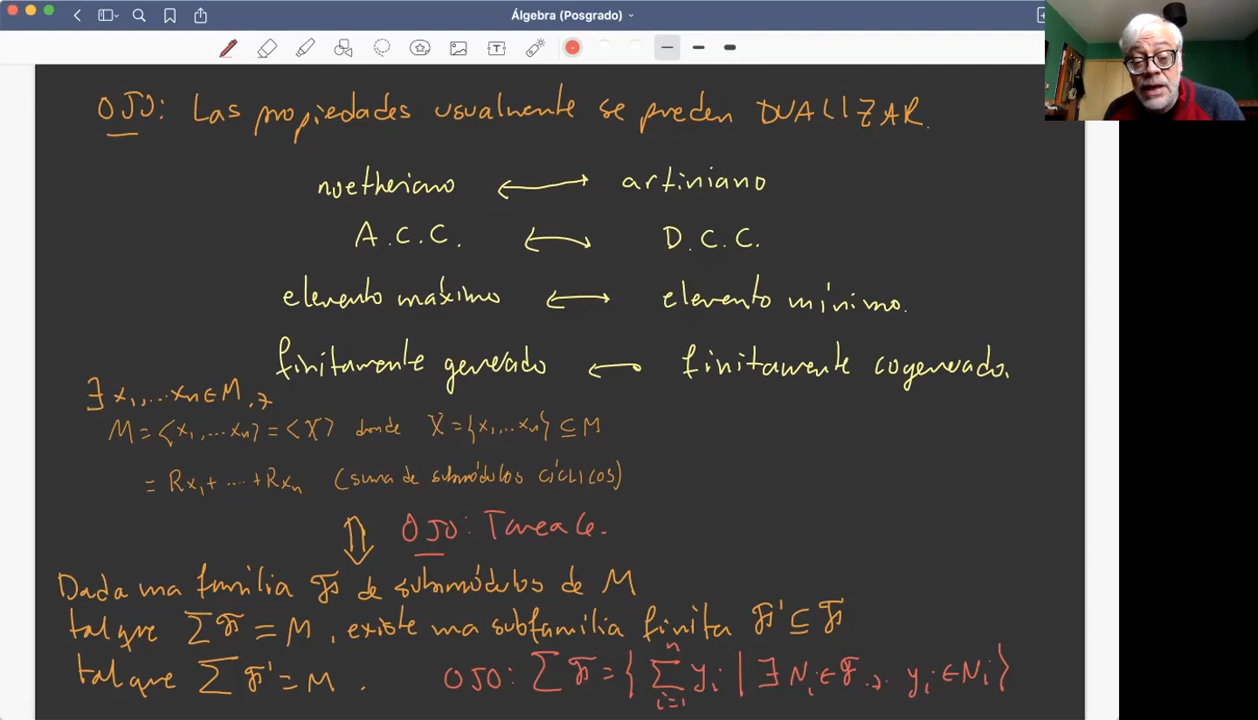 Álgebra (Posgrado)
OJO: Las propiedades usualmente se pueden DUALIZAR.
noetheriano ⟷ artiniano
A.C.C. ⟷ D.C.C.
elemento máximo ⟷ elemento mínimo.
finitamente generado ⟷ finitamente cogenerado.
∃ x₁,...xₙ∈M .⊃.
M = <x₁,...xₙ> = <X> donde X = {x₁,...xₙ} ⊆ M
= Rx₁+....+Rxₙ (suma de submódulos cíclicos)
⇕ OJO: Tarea 6.
Dada una familia 𝓕 de submódulos de M
tal que ∑𝓕 = M, existe una subfamilia finita 𝓕' ⊆ 𝓕
tal que ∑𝓕' = M. OJO: ∑𝓕 = { ∑ᵢ₌₁ⁿ yᵢ | ∃ Nᵢ∈𝓕 .⊃. yᵢ∈Nᵢ }